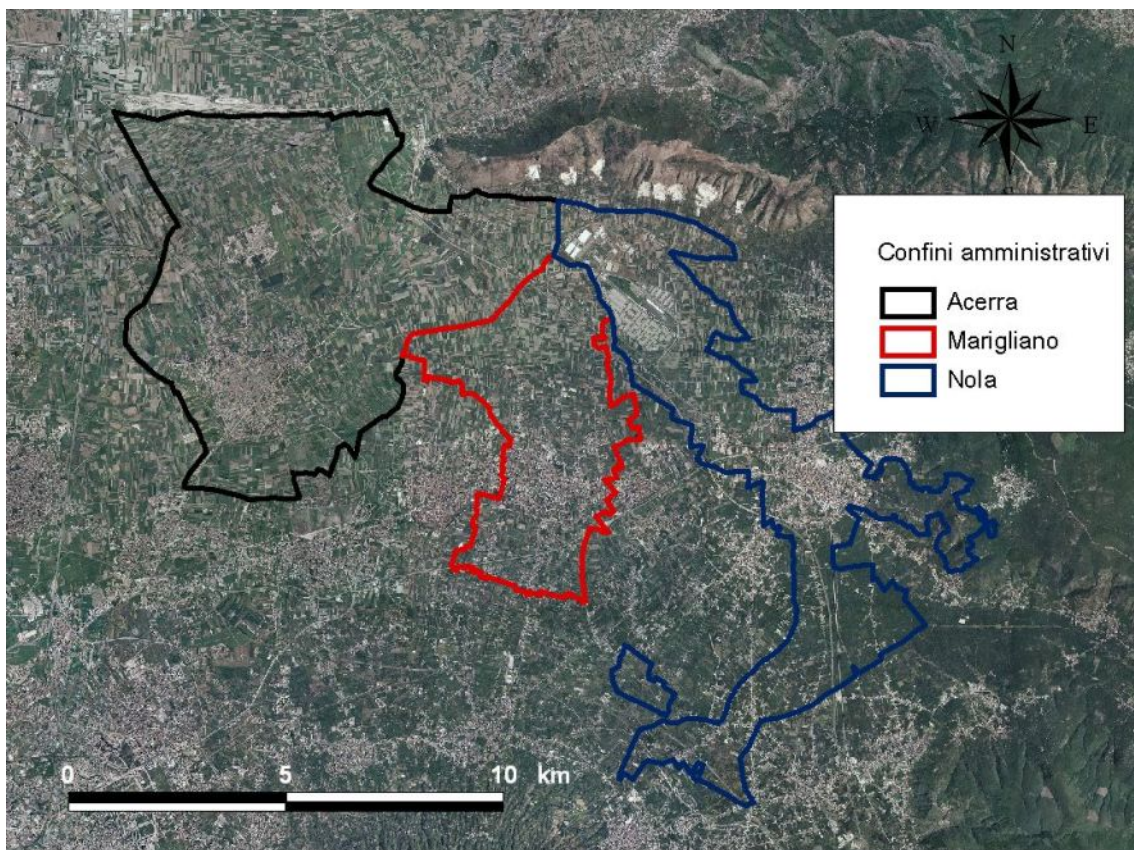 N
W E
S
Confini amministrativi
Acerra
Marigliano
Nola
0 5 10 km